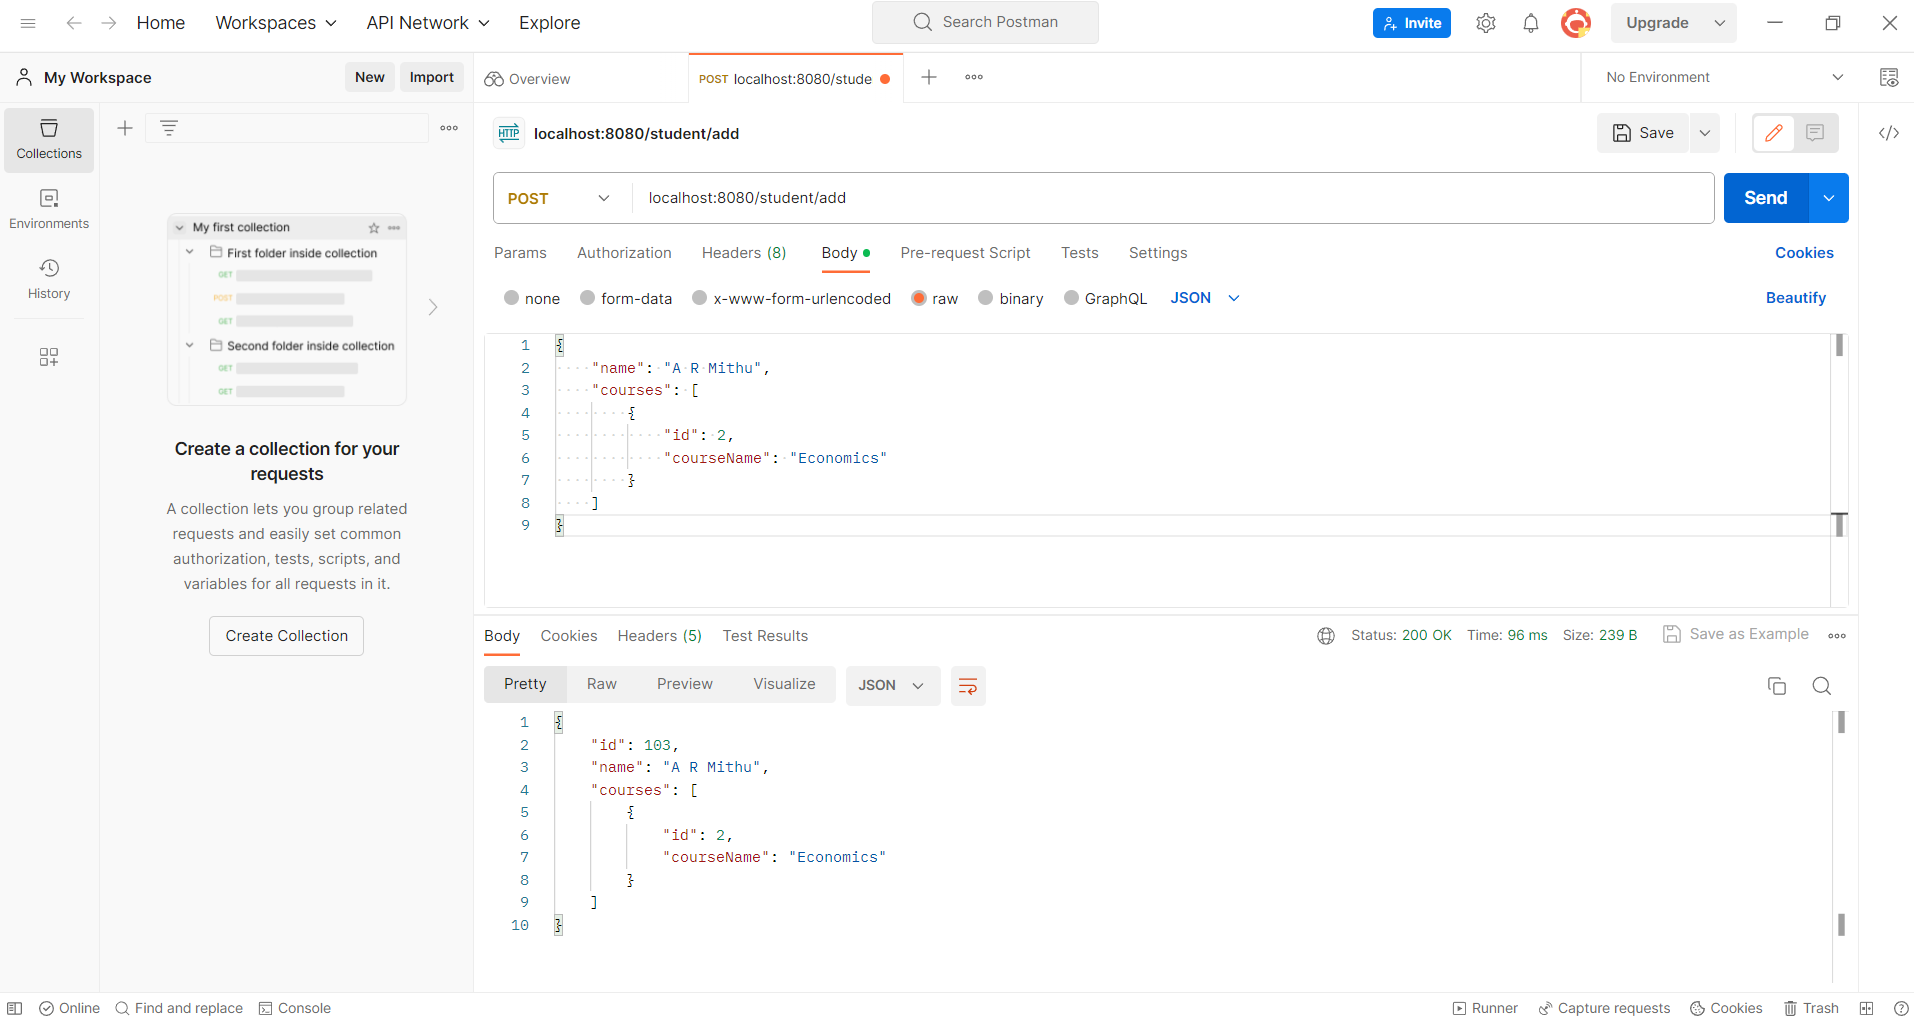 Home Workspaces API Network Explore Search Postman Invite Upgrade
My Workspace New Import Overview POST localhost:8080/stude No Environment
Collections
Environments
History
My first collection
First folder inside collection
GET
POST
GET
Second folder inside collection
GET
GET
Create a collection for your
requests
A collection lets you group related
requests and easily set common
authorization, tests, scripts, and
variables for all requests in it.
Create Collection
HTTP localhost:8080/student/add Save
POST localhost:8080/student/add Send
Params Authorization Headers (8) Body Pre-request Script Tests Settings Cookies
none form-data x-www-form-urlencoded raw binary GraphQL JSON Beautify
1 {
2 "name": "A R Mithu",
3 "courses": [
4 {
5 "id": 2,
6 "courseName": "Economics"
7 }
8 ]
9 }
Body Cookies Headers (5) Test Results Status: 200 OK Time: 96 ms Size: 239 B Save as Example
Pretty Raw Preview Visualize JSON
1 {
2 "id": 103,
3 "name": "A R Mithu",
4 "courses": [
5 {
6 "id": 2,
7 "courseName": "Economics"
8 }
9 ]
10 }
Online Find and replace Console Runner Capture requests Cookies Trash